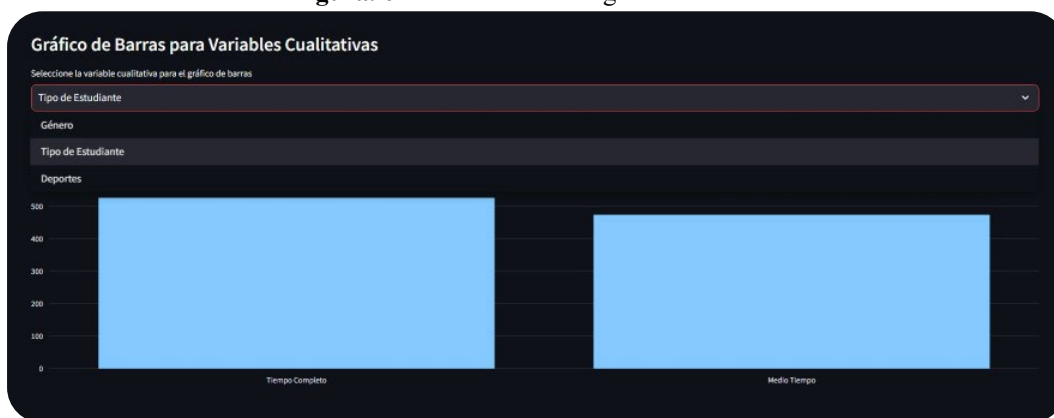 Gráfico de Barras para Variables Cualitativas
Seleccione la variable cualitativa para el gráfico de barras
Tipo de Estudiante
Género
Tipo de Estudiante
Deportes
500
400
300
200
100
0
Tiempo Completo
Medio Tiempo